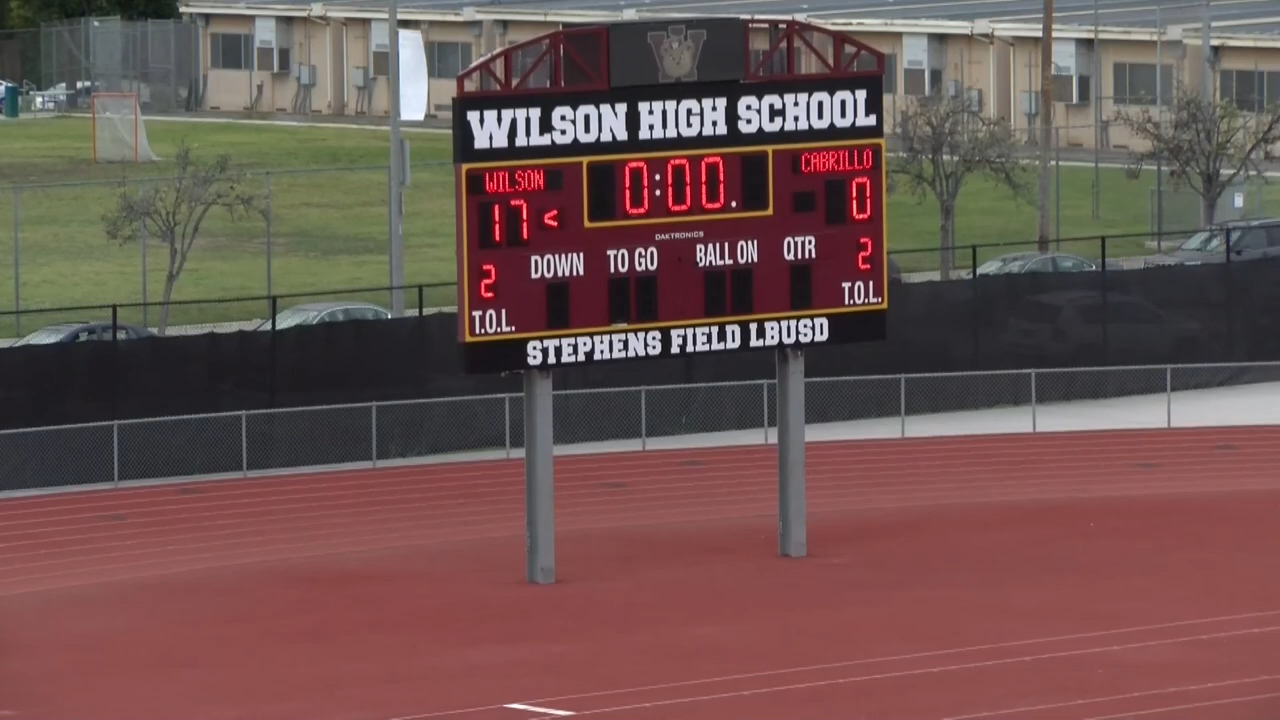 W
WILSON HIGH SCHOOL
WILSON 0:00. CABRILLO
17 < 0
DAKTRONICS
DOWN TO GO BALL ON QTR
2 2
T.O.L. T.O.L.
STEPHENS FIELD LBUSD